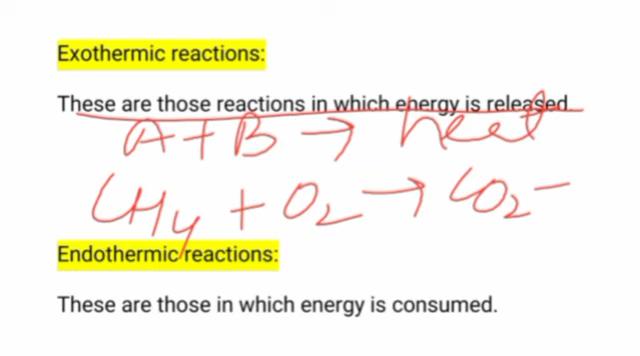 Exothermic reactions:
These are those reactions in which energy is released
A + B → heat
CH4 + O2 → CO2 -
Endothermic reactions:
These are those in which energy is consumed.